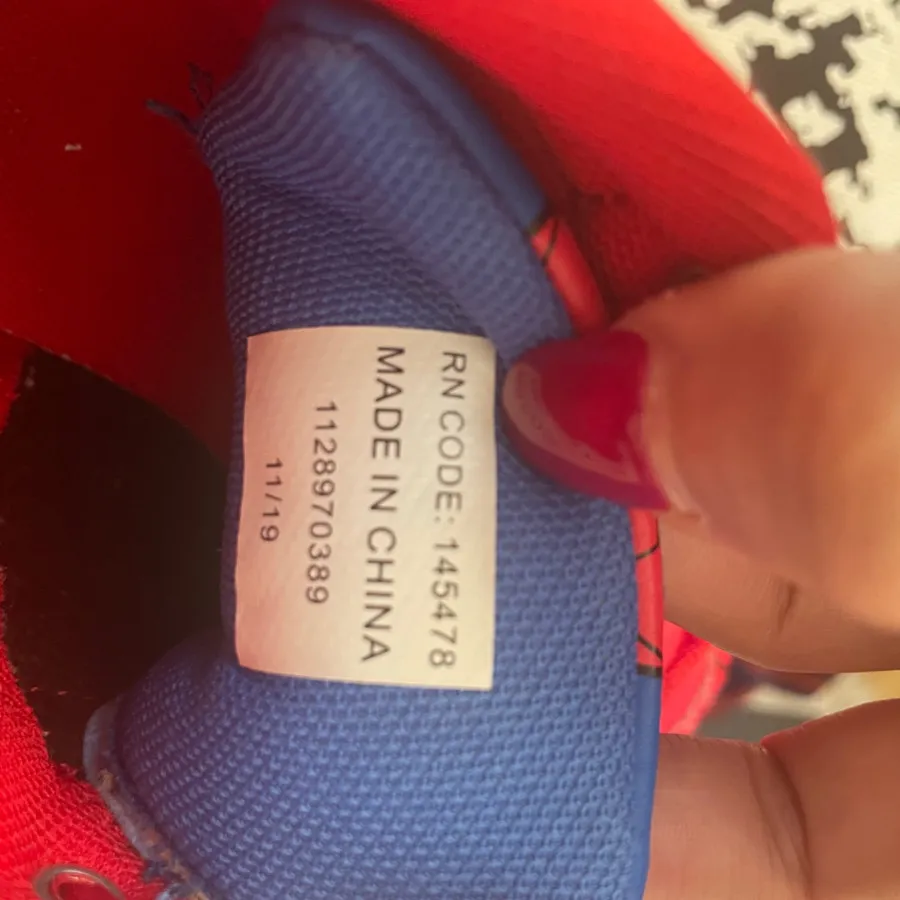 RN CODE: 145478
MADE IN CHINA
1128970389
11/19